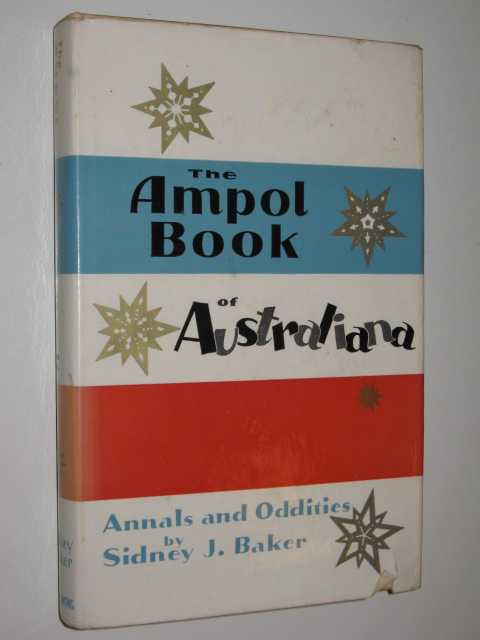 The
Ampol
Book
of
Australiana
Annals and Oddities
by
Sidney J. Baker